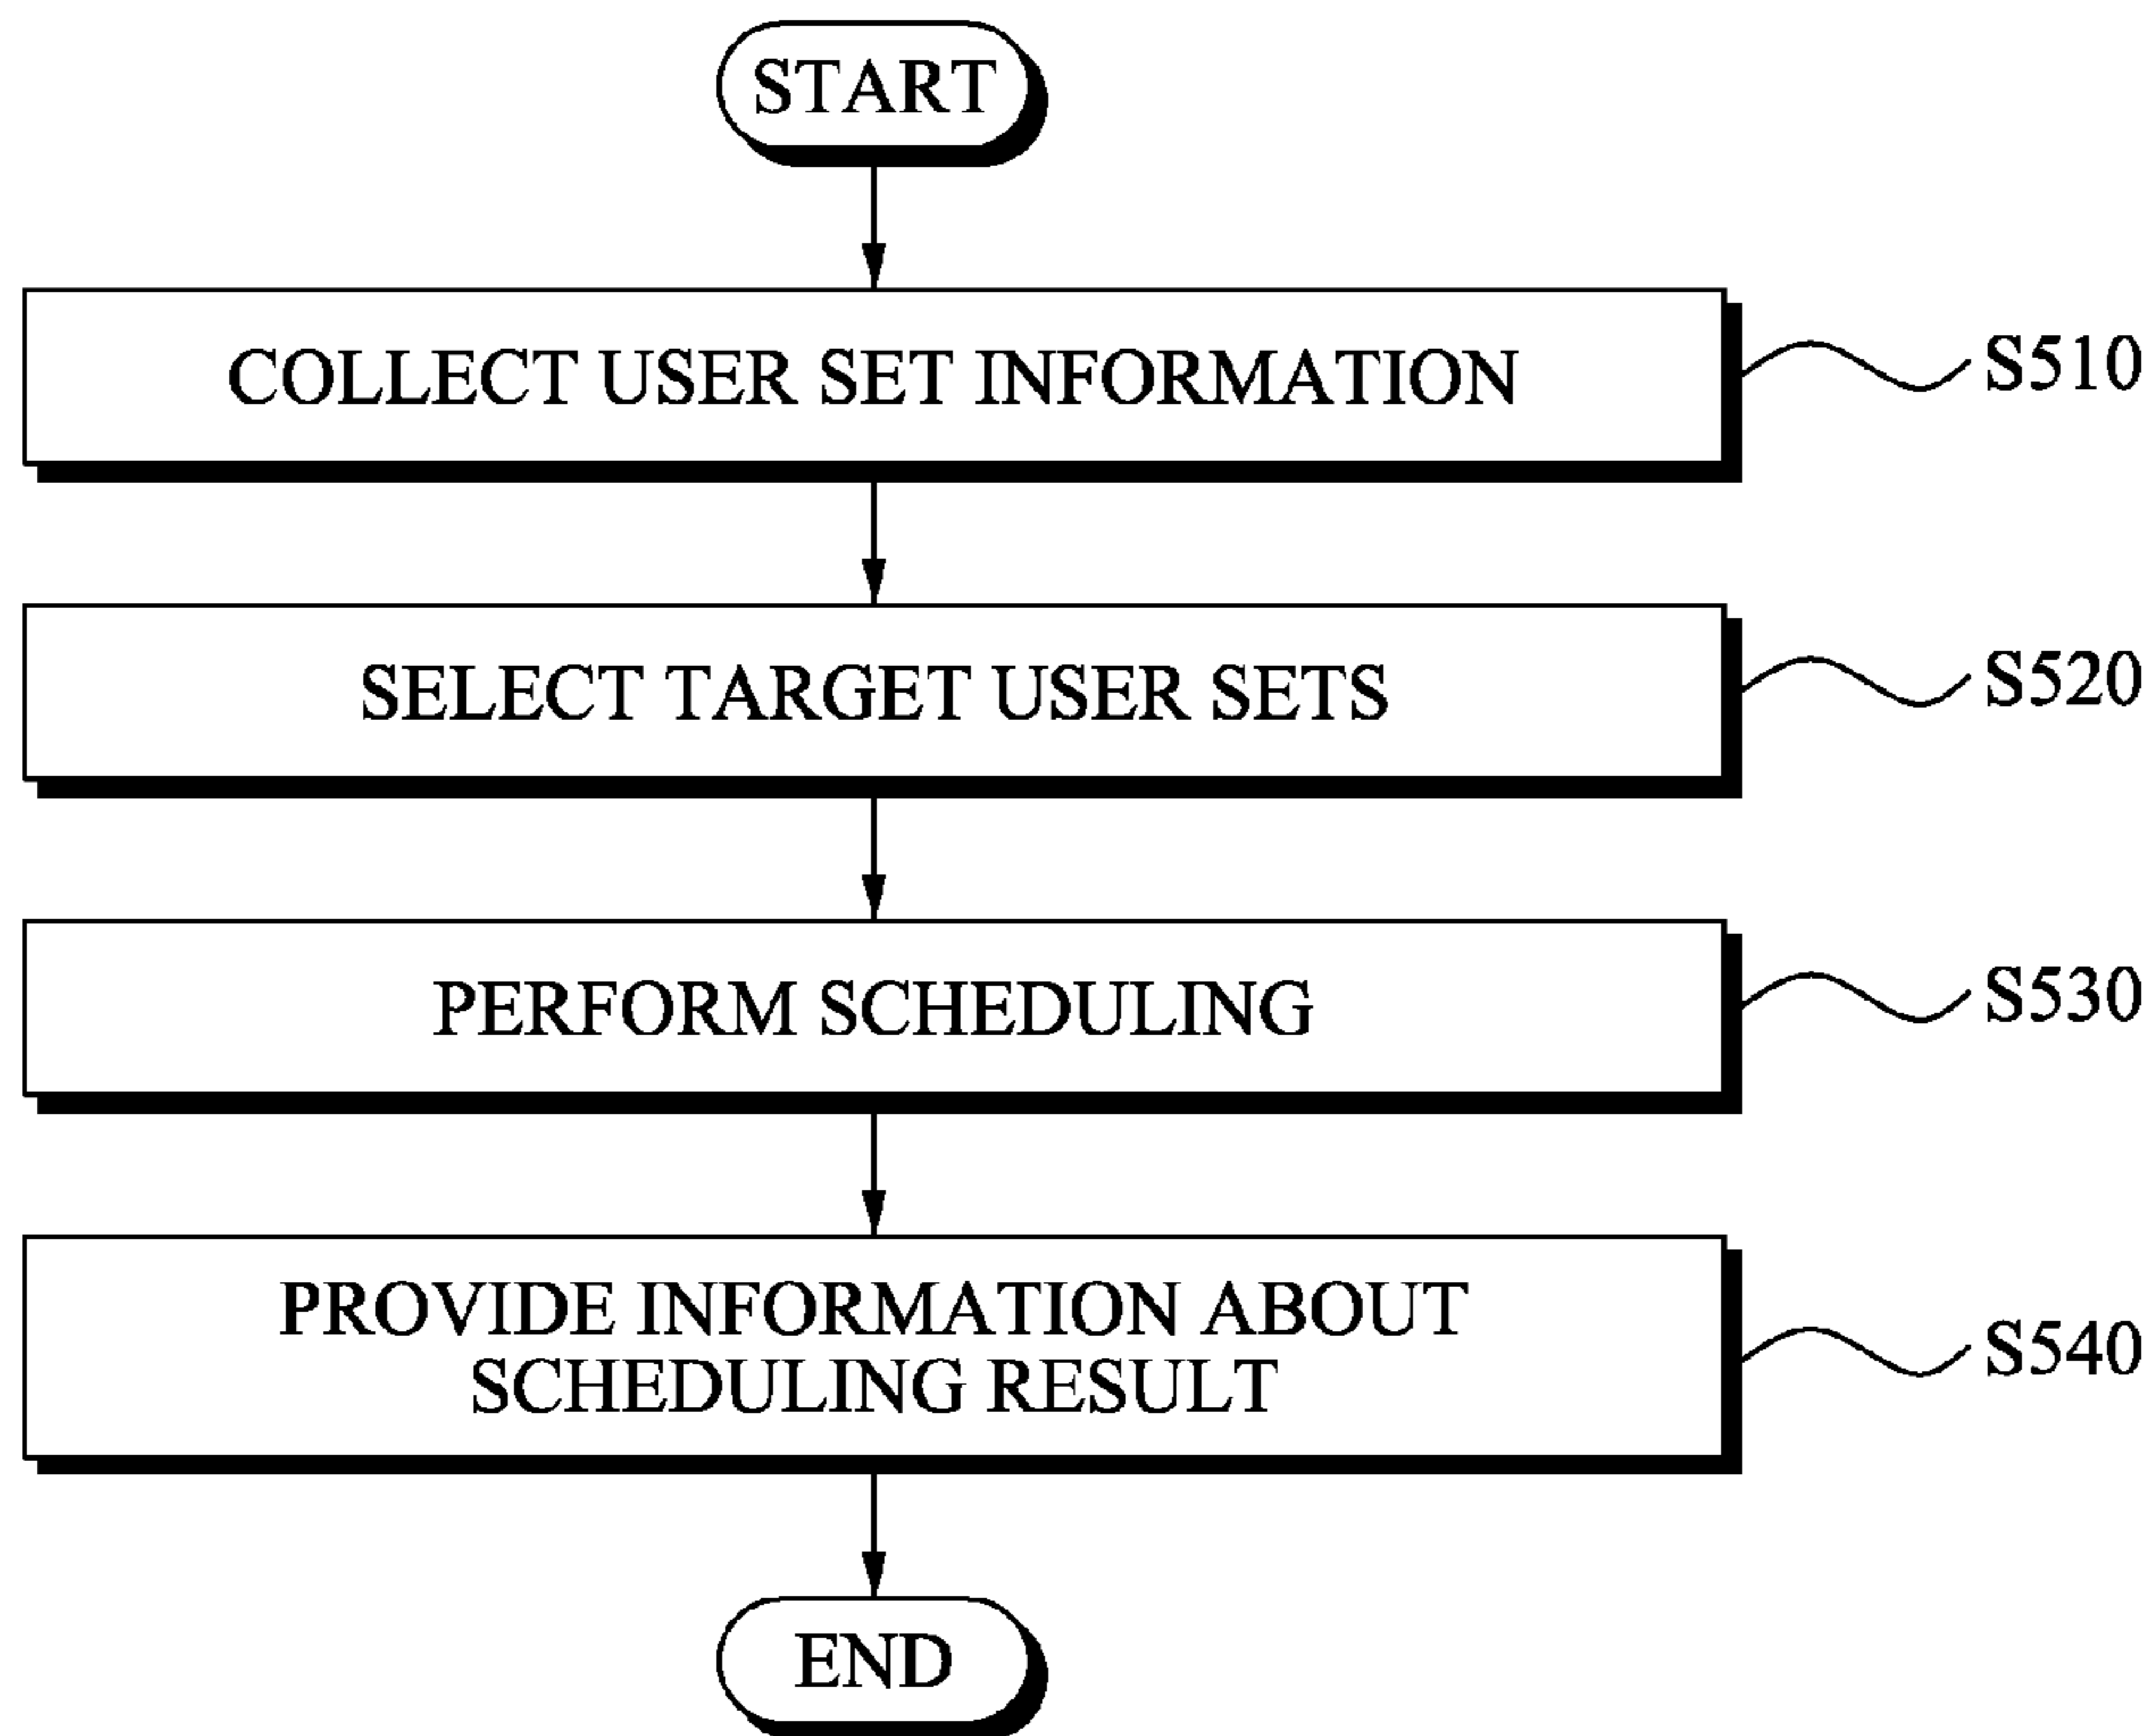 START
COLLECT USER SET INFORMATION
S510
SELECT TARGET USER SETS
S520
PERFORM SCHEDULING
S530
PROVIDE INFORMATION ABOUT
SCHEDULING RESULT
S540
END